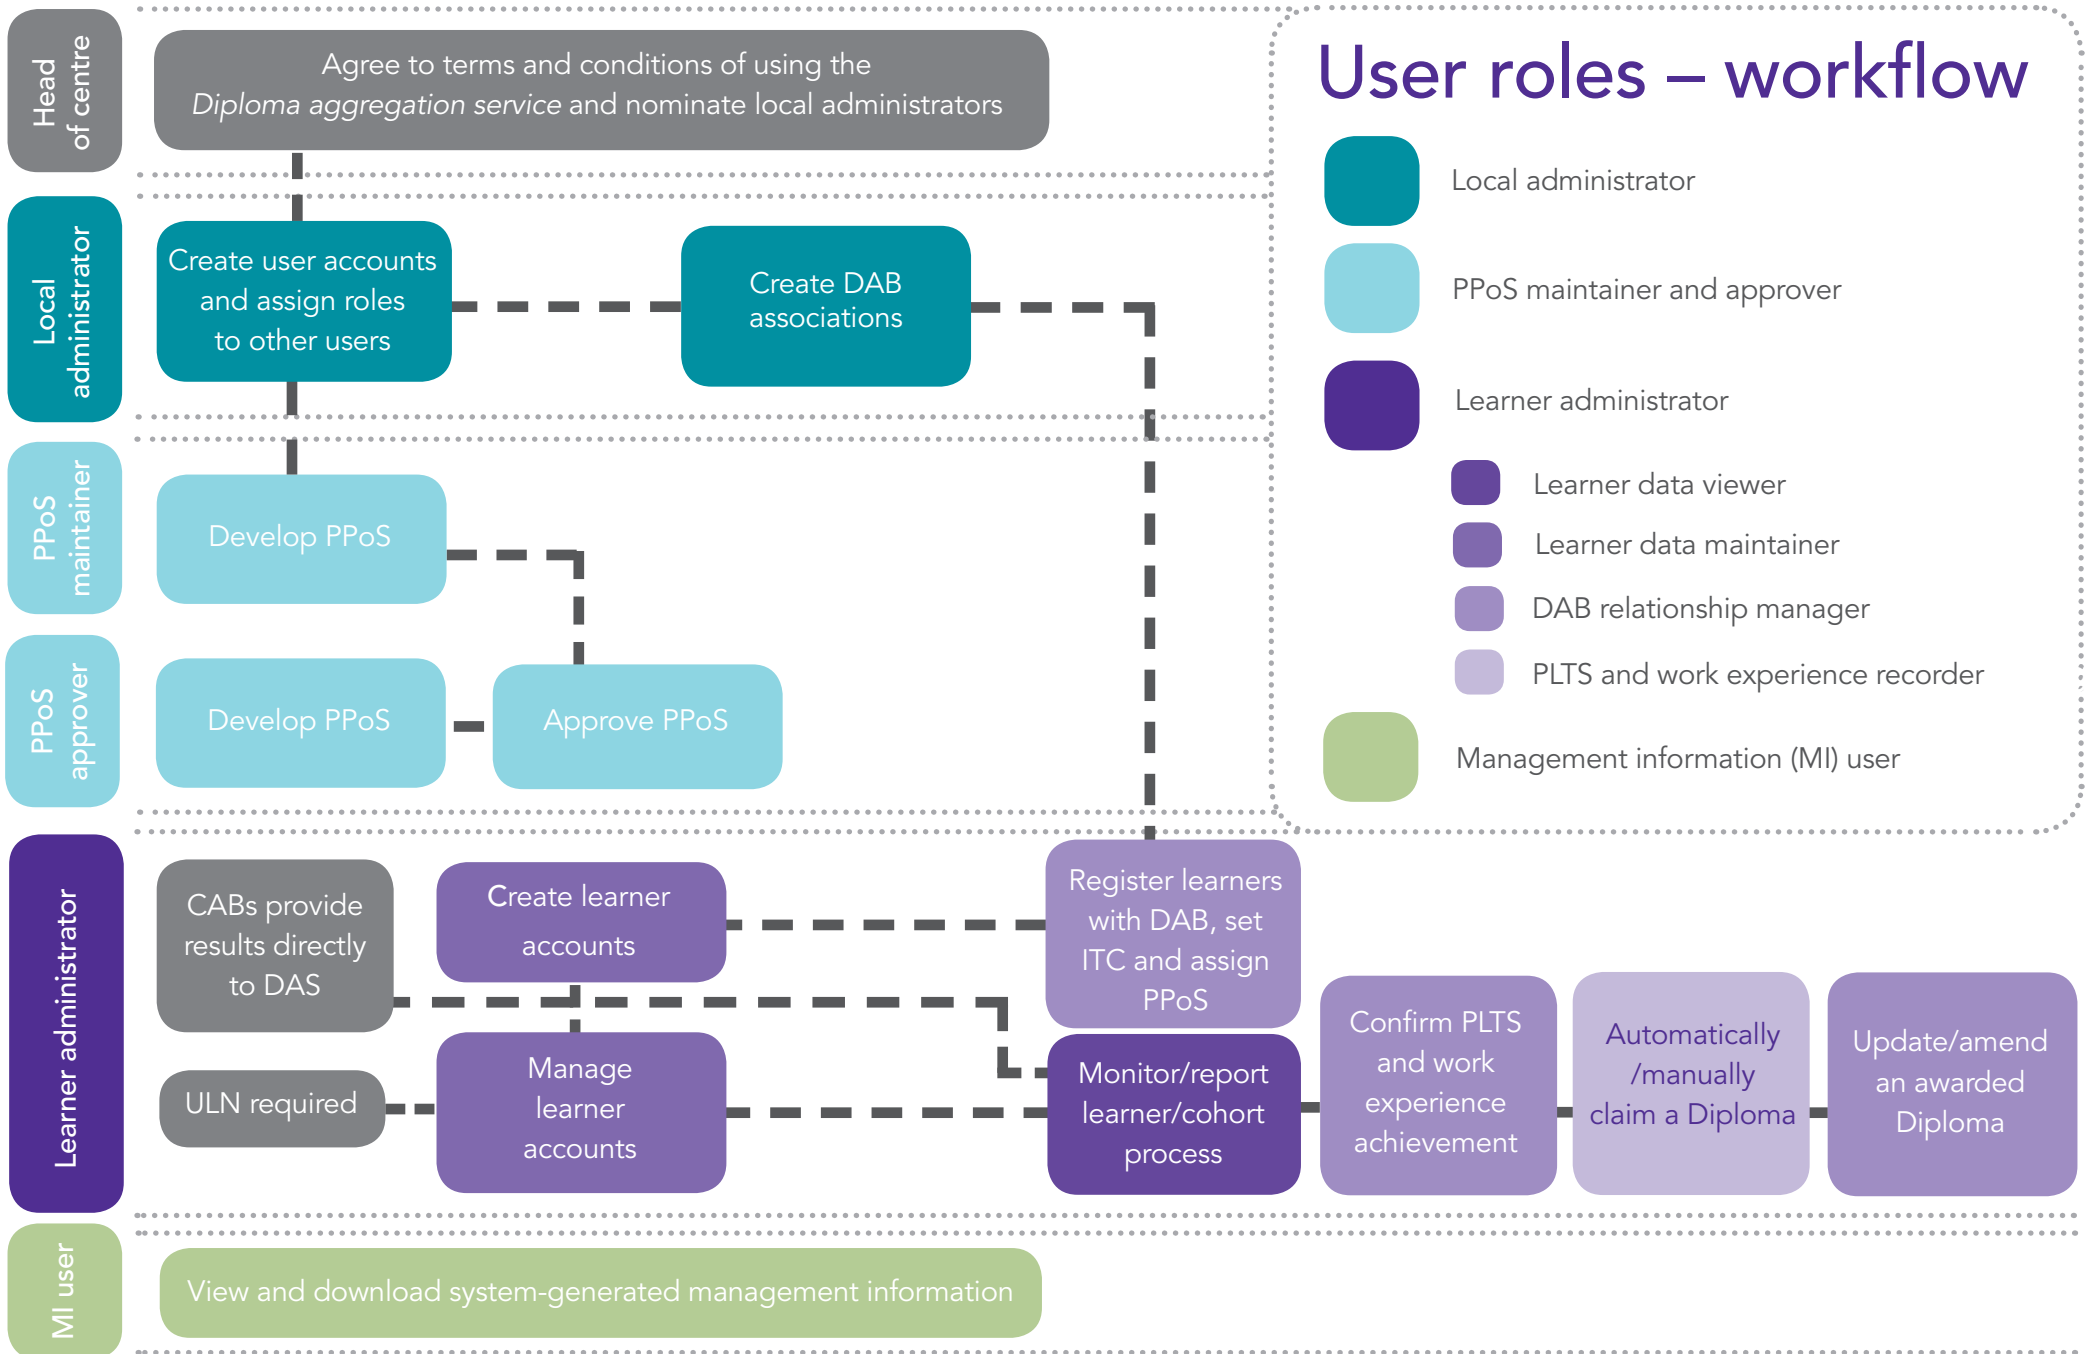 Head
of centre
Agree to terms and conditions of using the
Diploma aggregation service and nominate local administrators
User roles – workflow
Local administrator
PPoS maintainer and approver
Learner administrator
Learner data viewer
Learner data maintainer
DAB relationship manager
PLTS and work experience recorder
Management information (MI) user
Local
administrator
Create user accounts
and assign roles
to other users
Create DAB
associations
PPoS
maintainer
Develop PPoS
PPoS
approver
Develop PPoS
Approve PPoS
Learner administrator
CABs provide
results directly
to DAS
Create learner
accounts
Register learners
with DAB, set
ITC and assign
PPoS
ULN required
Manage
learner
accounts
Monitor/report
learner/cohort
process
Confirm PLTS
and work
experience
achievement
Automatically
/manually
claim a Diploma
Update/amend
an awarded
Diploma
MI user
View and download system-generated management information